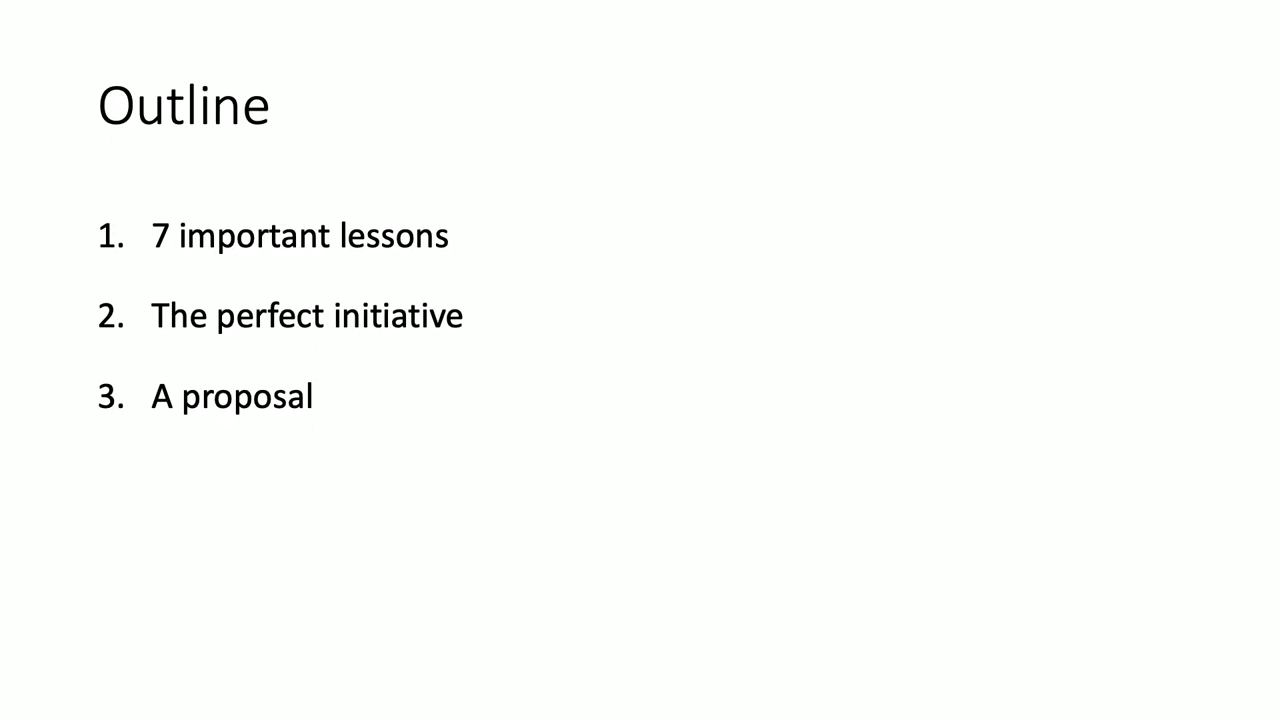 Outline
1. 7 important lessons
2. The perfect initiative
3. A proposal